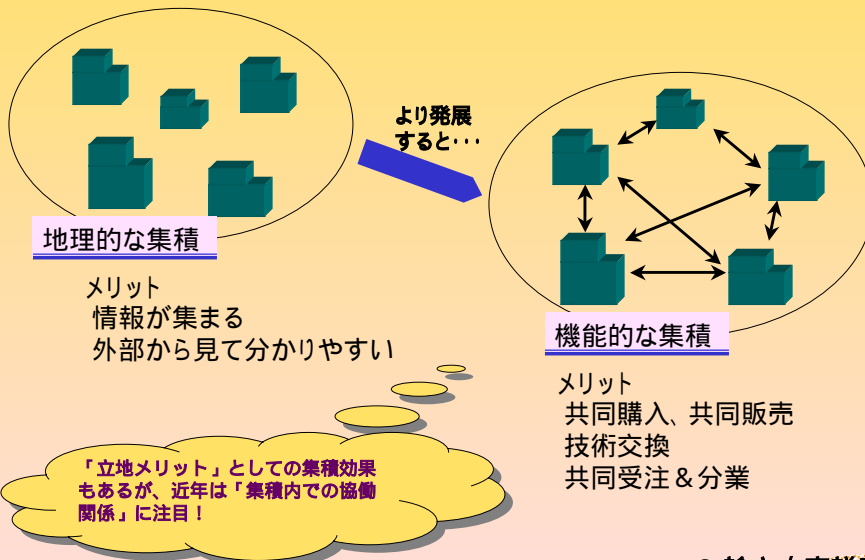 より発展
すると・・・
地理的な集積
メリット
情報が集まる
外部から見て分かりやすい
機能的な集積
メリット
共同購入、共同販売
技術交換
共同受注＆分業
「立地メリット」としての集積効果
もあるが、近年は「集積内での協働
関係」に注目！